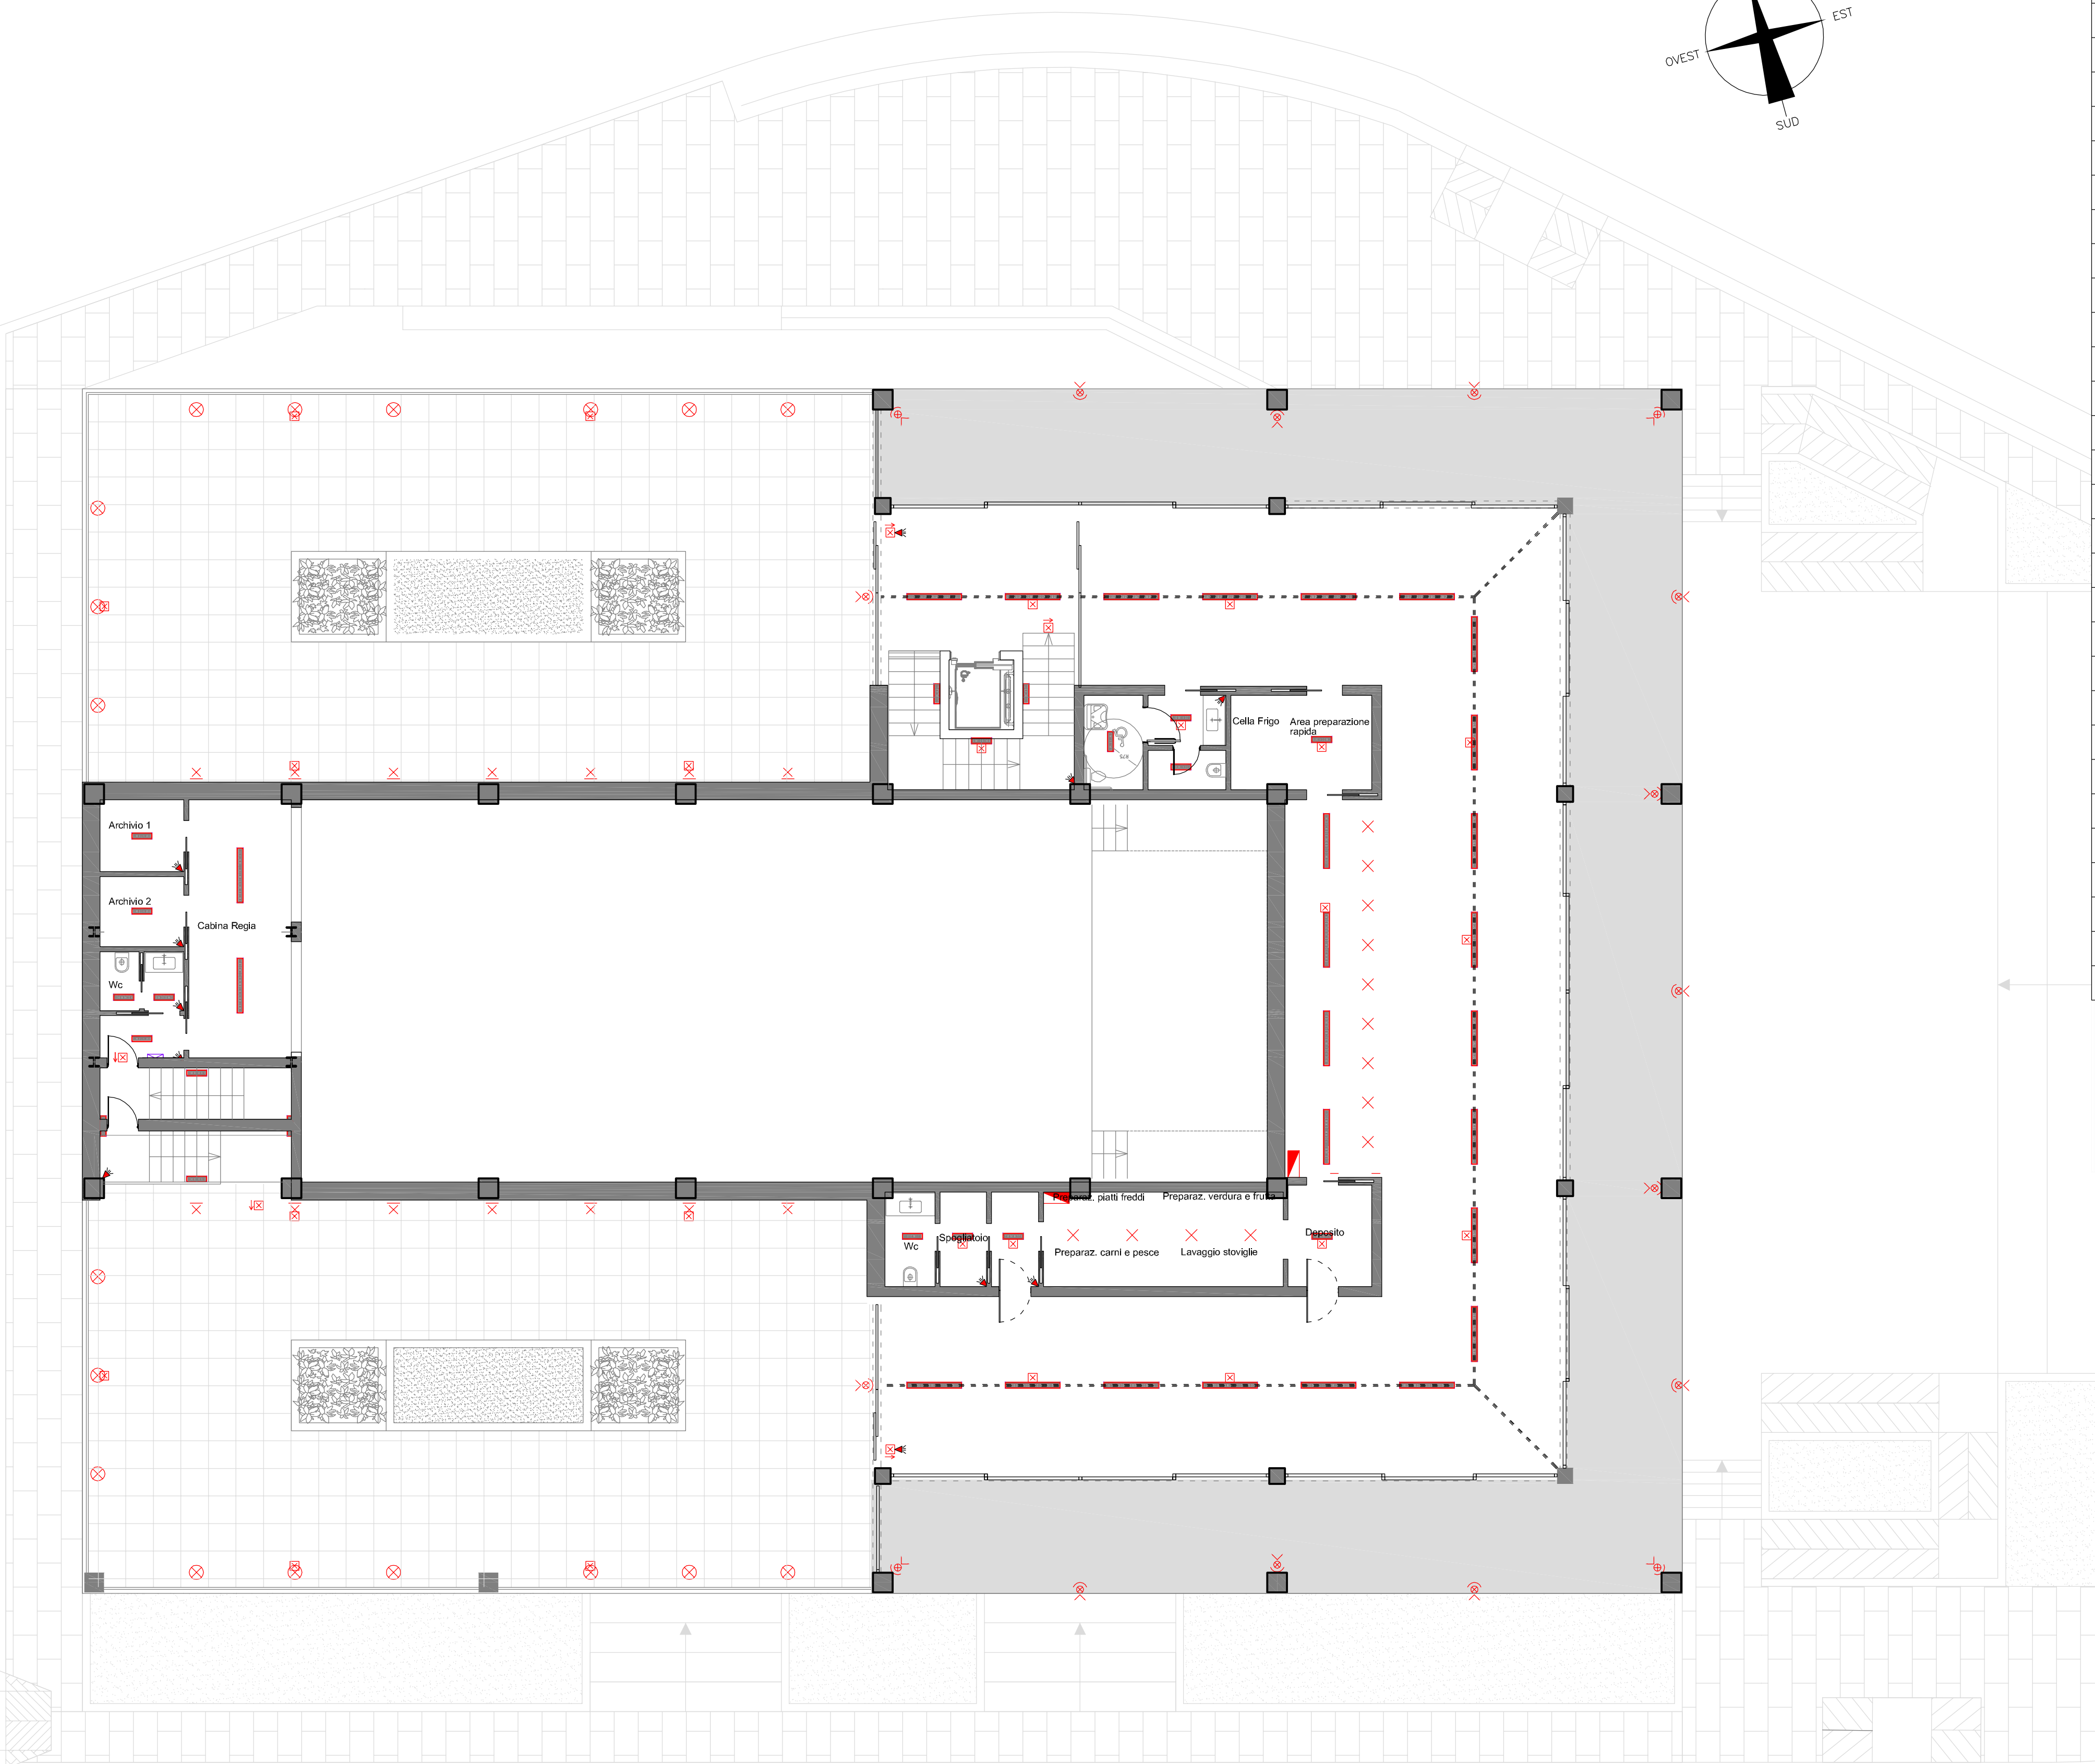 EST
OVEST
SUD
Cella Frigo
Area preparazione
rapida
R75
Archivio 1
Archivio 2
Cabina Regia
Wc
Preparaz. piatti freddi
Preparaz. verdura e frutta
Wc
Spogliatoio
Deposito
Preparaz. carni e pesce
Lavaggio stoviglie